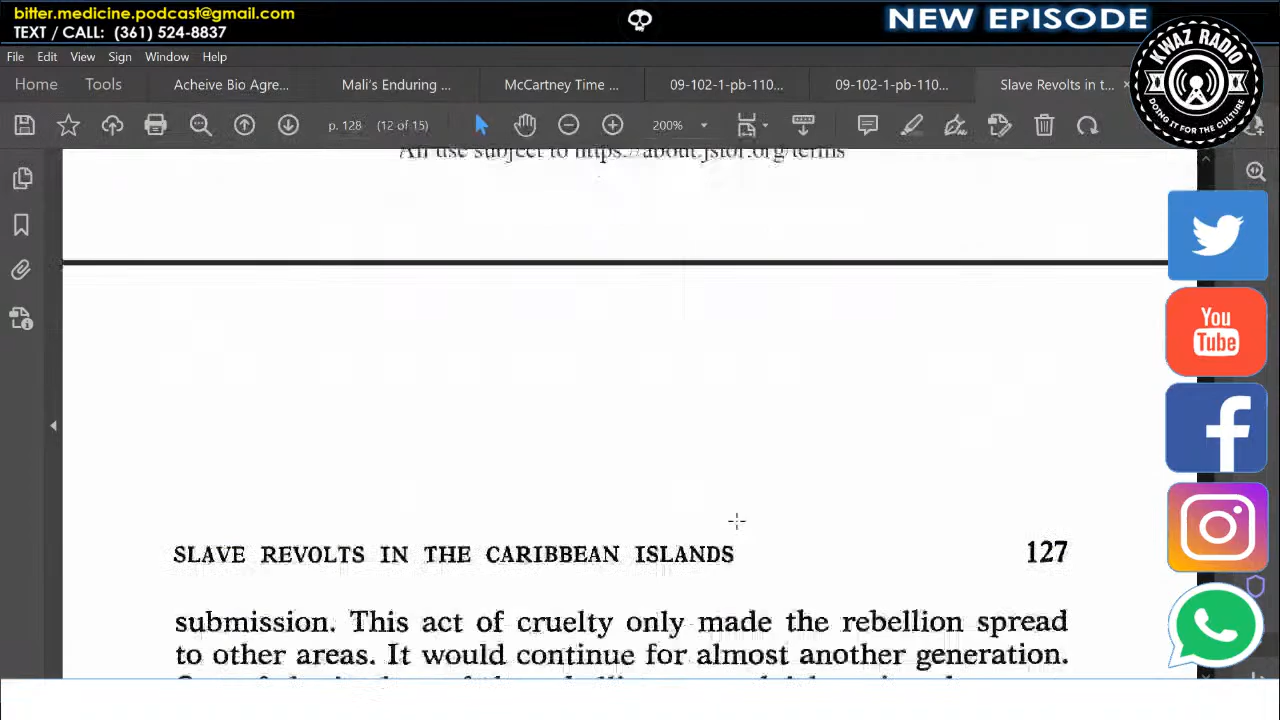 bitter.medicine.podcast@gmail.com
TEXT / CALL: (361) 524-8837
NEW EPISODE
KWAZ RADIO
DOING IT FOR THE CULTURE
File Edit View Sign Window Help
Home Tools Acheive Bio Agre... Mali's Enduring ... McCartney Time ... 09-102-1-pb-110... 09-102-1-pb-110... Slave Revolts in t...
p. 128 (12 of 15) 200%
All use subject to https://about.jstor.org/terms
You
Tube
SLAVE REVOLTS IN THE CARIBBEAN ISLANDS 127
submission. This act of cruelty only made the rebellion spread
to other areas. It would continue for almost another generation.